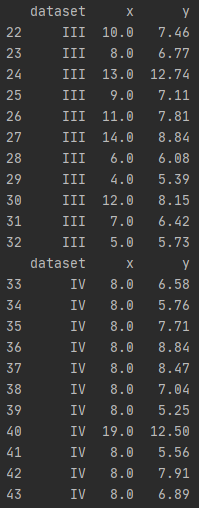 dataset x y
22 III 10.0 7.46
23 III 8.0 6.77
24 III 13.0 12.74
25 III 9.0 7.11
26 III 11.0 7.81
27 III 14.0 8.84
28 III 6.0 6.08
29 III 4.0 5.39
30 III 12.0 8.15
31 III 7.0 6.42
32 III 5.0 5.73
dataset x y
33 IV 8.0 6.58
34 IV 8.0 5.76
35 IV 8.0 7.71
36 IV 8.0 8.84
37 IV 8.0 8.47
38 IV 8.0 7.04
39 IV 8.0 5.25
40 IV 19.0 12.50
41 IV 8.0 5.56
42 IV 8.0 7.91
43 IV 8.0 6.89